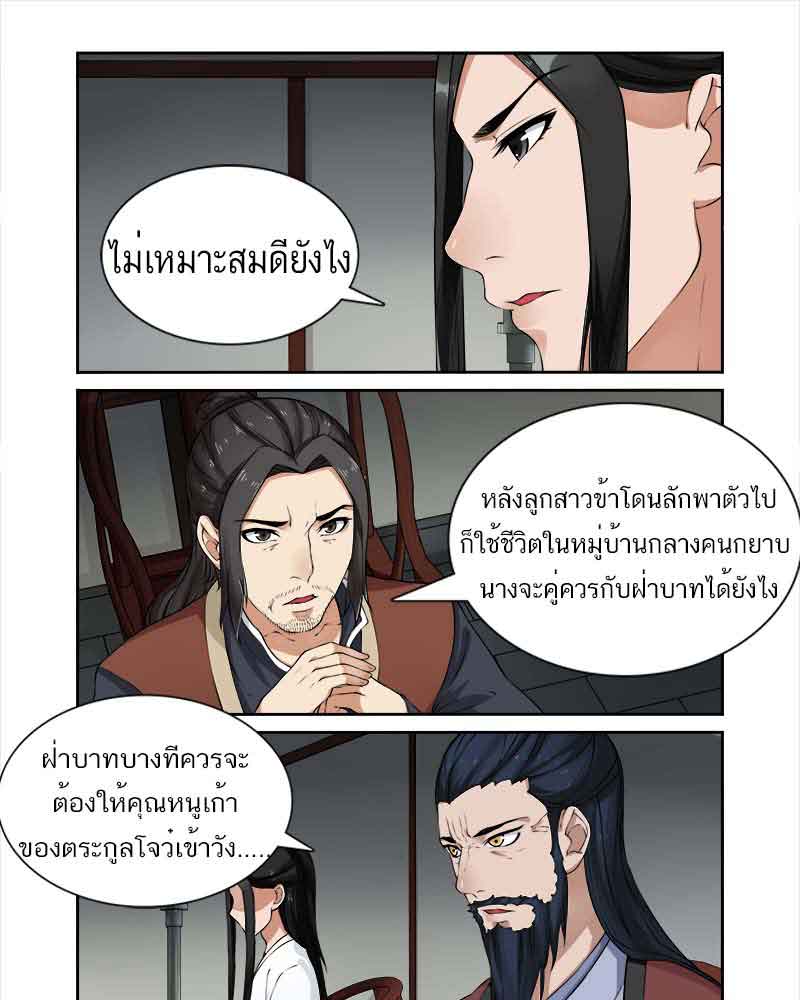 ไม่เหมาะสมดียังไง
หลังลูกสาวข้าโดนลักพาตัวไป
ก็ใช้ชีวิตในหมู่บ้านกลางคนกยาบ
นางจะคู่ควรกับฝ่าบาทได้ยังไง
ฝ่าบาทบางทีควรจะ
ต้องให้คุณหนูเก้า
ของตระกูลโจว๋เข้าวัง.....